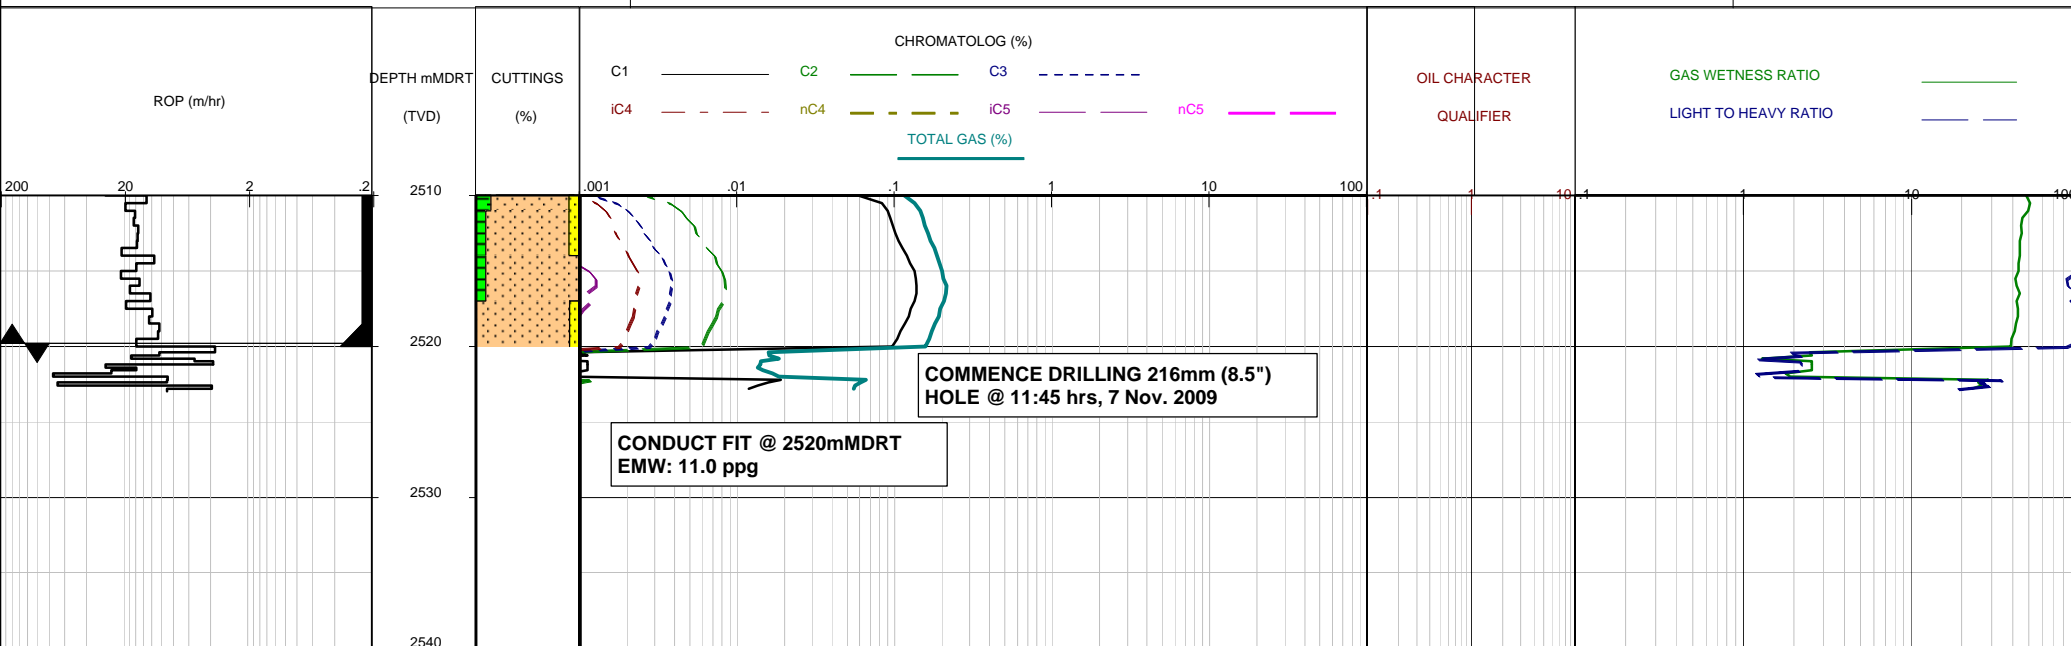 CHROMATOLOG (%)
ROP (m/hr)
DEPTH mMDRT
(TVD)
CUTTINGS
(%)
C1 C2 C3
iC4 nC4 iC5 nC5
TOTAL GAS (%)
OIL CHARACTER
QUALIFIER
GAS WETNESS RATIO
LIGHT TO HEAVY RATIO
200 20 2 .2
2510
.001 .01 .1 1 10 100
.1 1 10
.1 1 10 100
2520
COMMENCE DRILLING 216mm (8.5")
HOLE @ 11:45 hrs, 7 Nov. 2009
CONDUCT FIT @ 2520mMDRT
EMW: 11.0 ppg
2530
2540